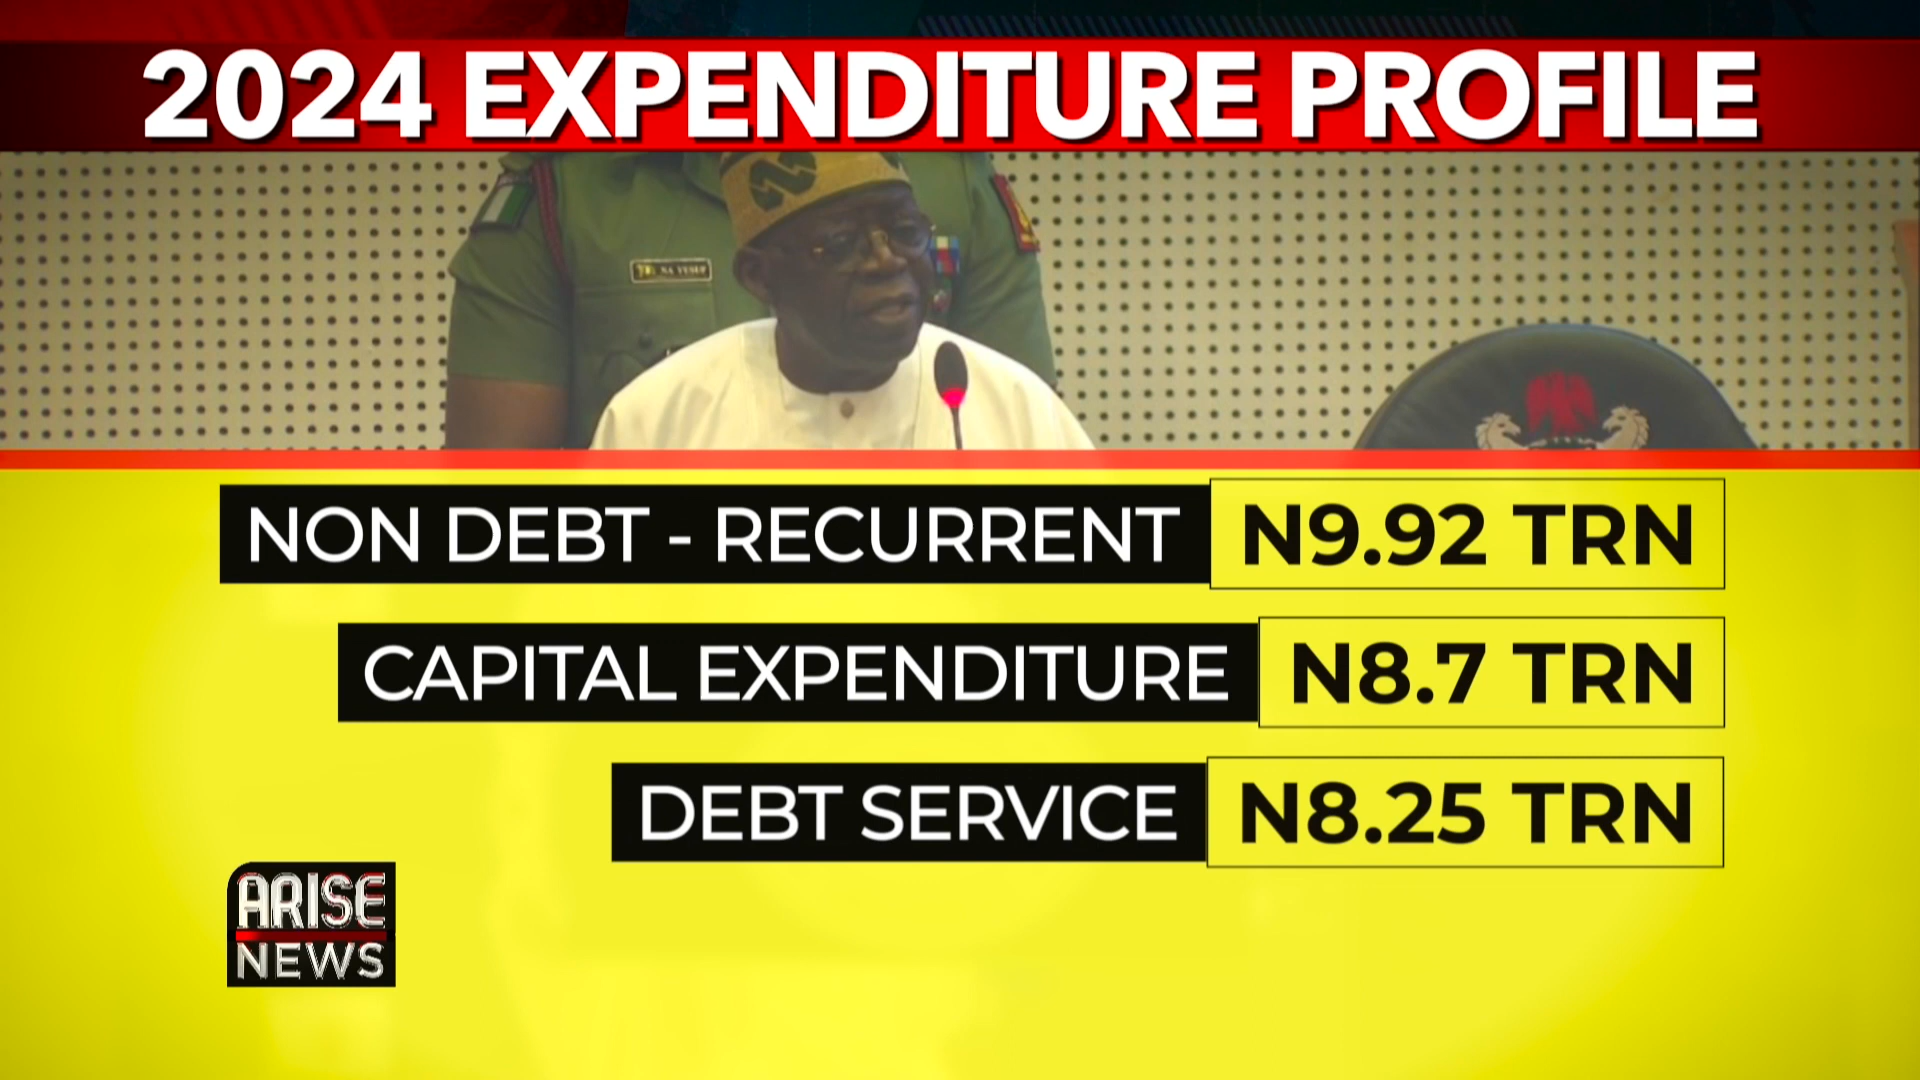 2024 EXPENDITURE PROFILE
NON DEBT - RECURRENT N9.92 TRN
CAPITAL EXPENDITURE N8.7 TRN
DEBT SERVICE N8.25 TRN
ARISE
NEWS